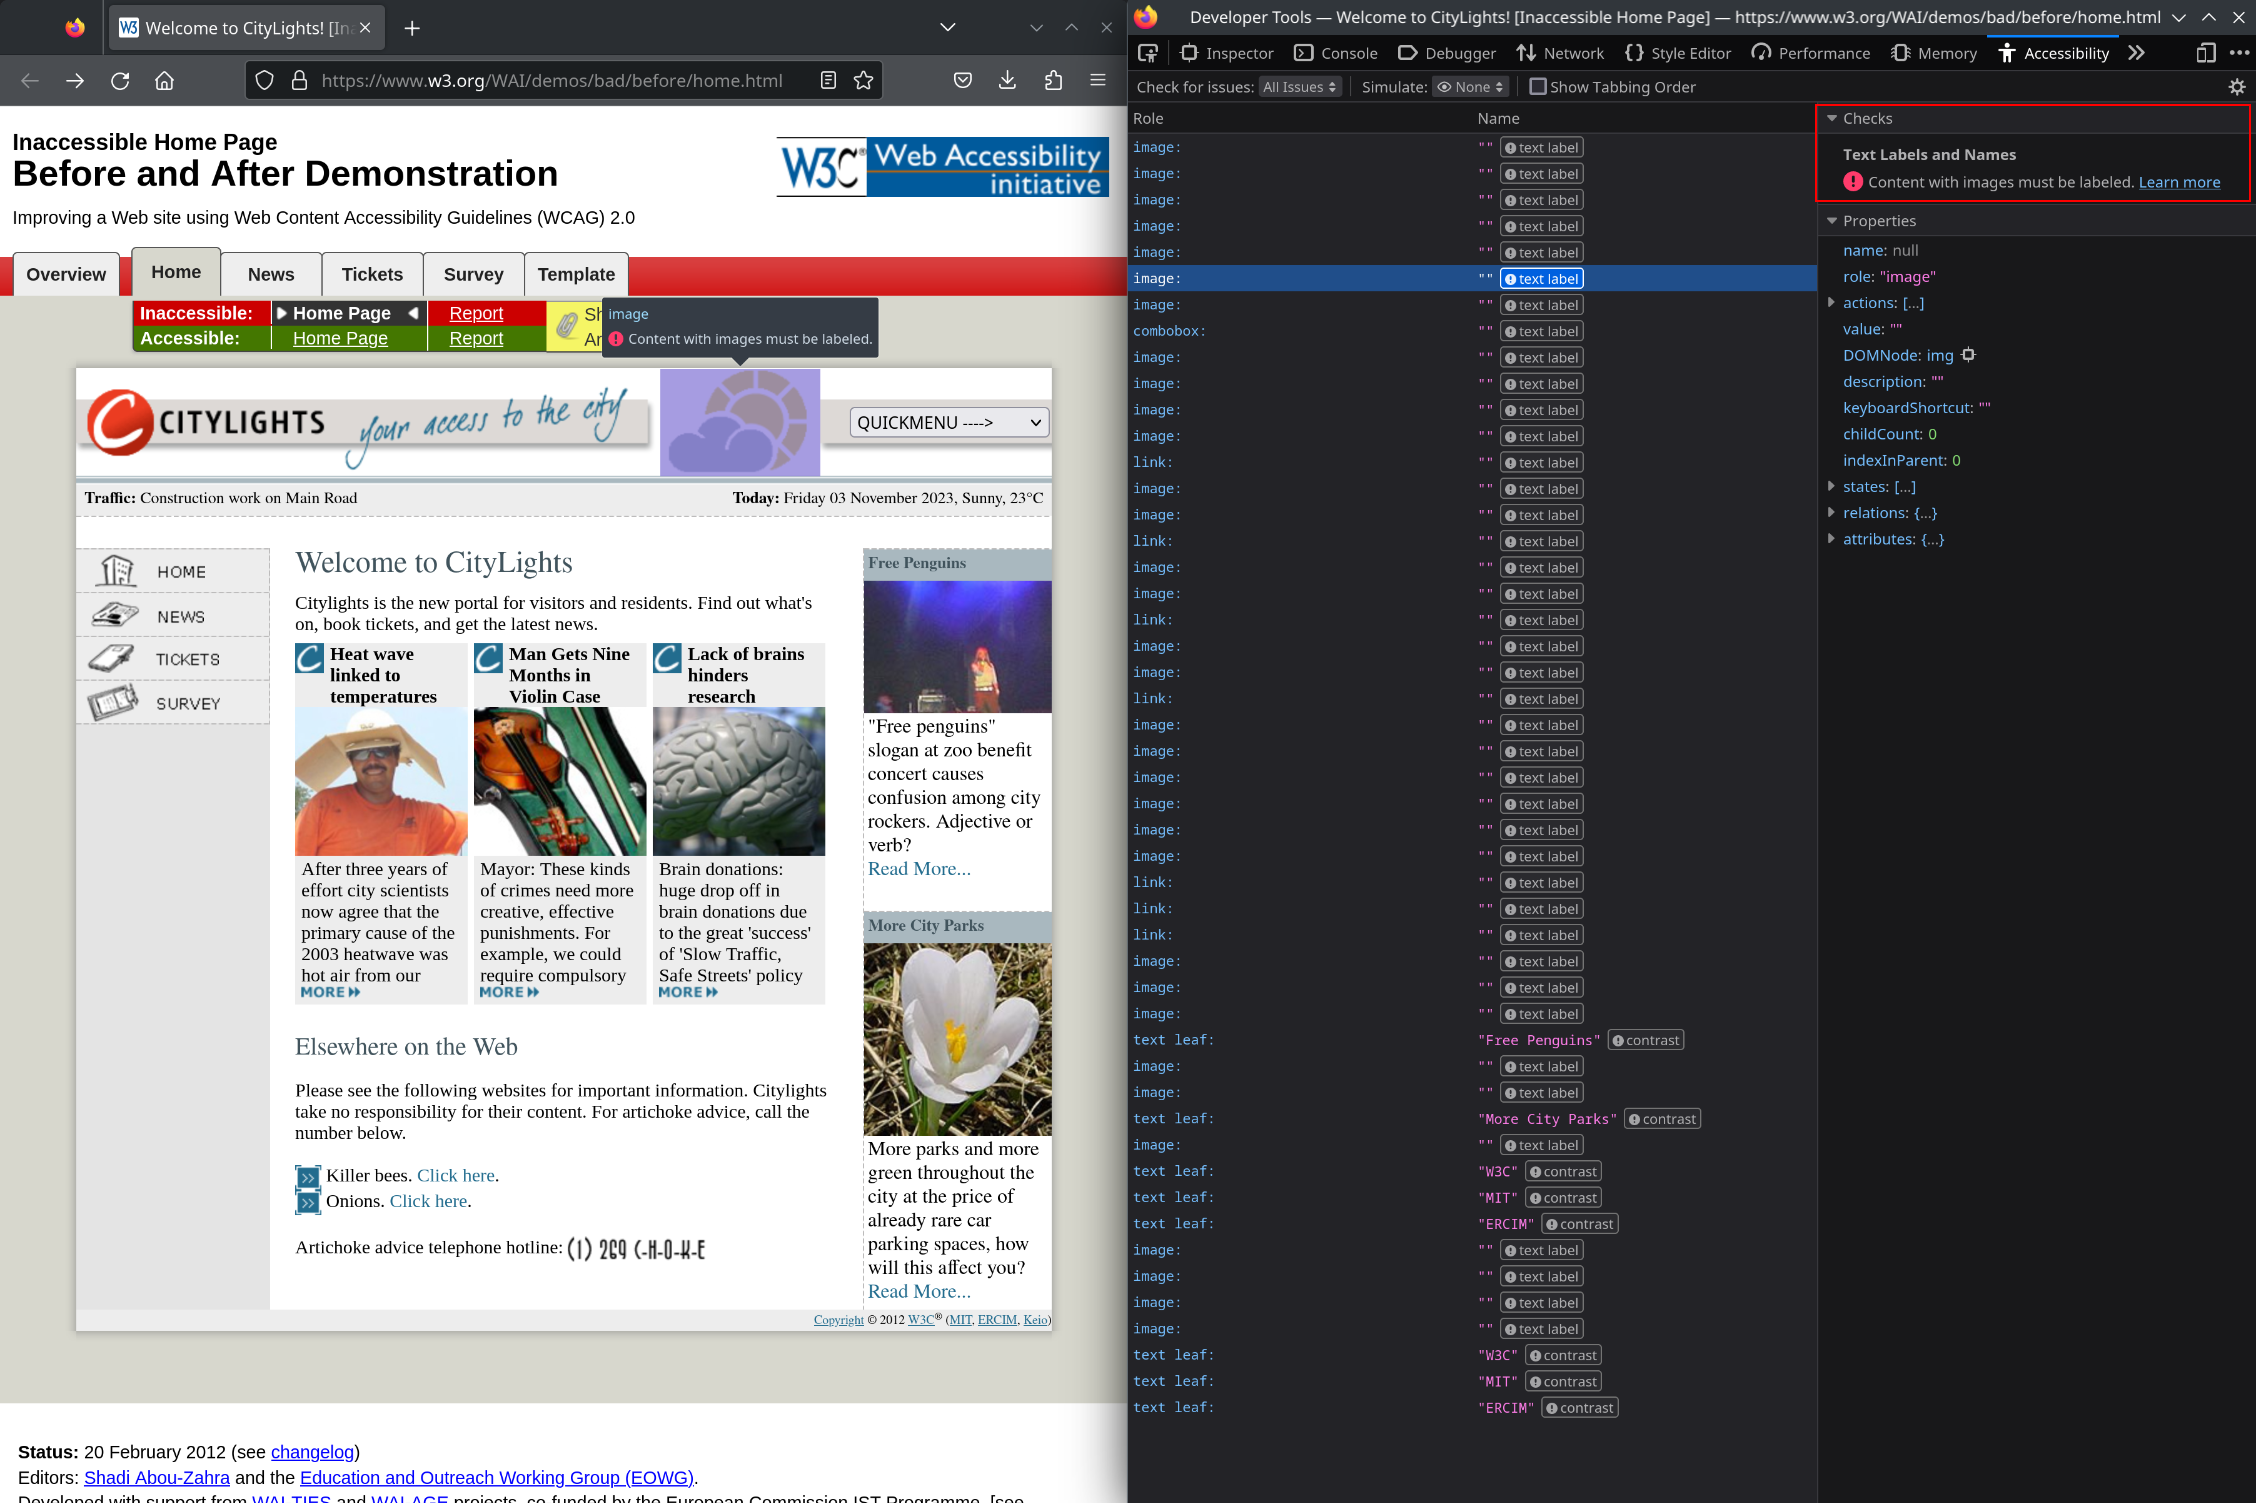 Welcome to CityLights! [Ina
https://www.w3.org/WAI/demos/bad/before/home.html
Inaccessible Home Page
Before and After Demonstration
Improving a Web site using Web Content Accessibility Guidelines (WCAG) 2.0
W3C® Web Accessibility
initiative
Overview
Home
News
Tickets
Survey
Template
Inaccessible: Home Page Report
Accessible: Home Page Report
Sh
An
image
Content with images must be labeled.
CITYLIGHTS
your access to the city
QUICKMENU ---->
Traffic: Construction work on Main Road
Today: Friday 03 November 2023, Sunny, 23°C
HOME
NEWS
TICKETS
SURVEY
Welcome to CityLights
Citylights is the new portal for visitors and residents. Find out what's
on, book tickets, and get the latest news.
Heat wave
linked to
temperatures
After three years of
effort city scientists
now agree that the
primary cause of the
2003 heatwave was
hot air from our
MORE
Man Gets Nine
Months in
Violin Case
Mayor: These kinds
of crimes need more
creative, effective
punishments. For
example, we could
require compulsory
MORE
Lack of brains
hinders
research
Brain donations:
huge drop off in
brain donations due
to the great 'success'
of 'Slow Traffic,
Safe Streets' policy
MORE
Elsewhere on the Web
Please see the following websites for important information. Citylights
take no responsibility for their content. For artichoke advice, call the
number below.
Killer bees. Click here.
Onions. Click here.
Artichoke advice telephone hotline: (1) 269 C-H-O-K-E
Free Penguins
"Free penguins"
slogan at zoo benefit
concert causes
confusion among city
rockers. Adjective or
verb?
Read More...
More City Parks
More parks and more
green throughout the
city at the price of
already rare car
parking spaces, how
will this affect you?
Read More...
Copyright © 2012 W3C® (MIT, ERCIM, Keio)
Status: 20 February 2012 (see changelog)
Editors: Shadi Abou-Zahra and the Education and Outreach Working Group (EOWG).
Developed with support from WAI-TIES and WAI-AGE projects, co-funded by the European Commission IST Programme. [see
Developer Tools — Welcome to CityLights! [Inaccessible Home Page] — https://www.w3.org/WAI/demos/bad/before/home.html
Inspector
Console
Debugger
Network
Style Editor
Performance
Memory
Accessibility
Check for issues: All Issues
Simulate: None
Show Tabbing Order
Role Name
image: "" text label
image: "" text label
image: "" text label
image: "" text label
image: "" text label
image: "" text label
image: "" text label
combobox: "" text label
image: "" text label
image: "" text label
image: "" text label
image: "" text label
link: "" text label
image: "" text label
image: "" text label
link: "" text label
image: "" text label
image: "" text label
link: "" text label
image: "" text label
image: "" text label
link: "" text label
image: "" text label
image: "" text label
image: "" text label
image: "" text label
image: "" text label
image: "" text label
link: "" text label
link: "" text label
link: "" text label
image: "" text label
image: "" text label
image: "" text label
text leaf: "Free Penguins" contrast
image: "" text label
image: "" text label
text leaf: "More City Parks" contrast
image: "" text label
text leaf: "W3C" contrast
text leaf: "MIT" contrast
text leaf: "ERCIM" contrast
image: "" text label
image: "" text label
image: "" text label
image: "" text label
text leaf: "W3C" contrast
text leaf: "MIT" contrast
text leaf: "ERCIM" contrast
Checks
Text Labels and Names
Content with images must be labeled. Learn more
Properties
name: null
role: "image"
actions: [...]
value: ""
DOMNode: img
description: ""
keyboardShortcut: ""
childCount: 0
indexInParent: 0
states: [...]
relations: {...}
attributes: {...}